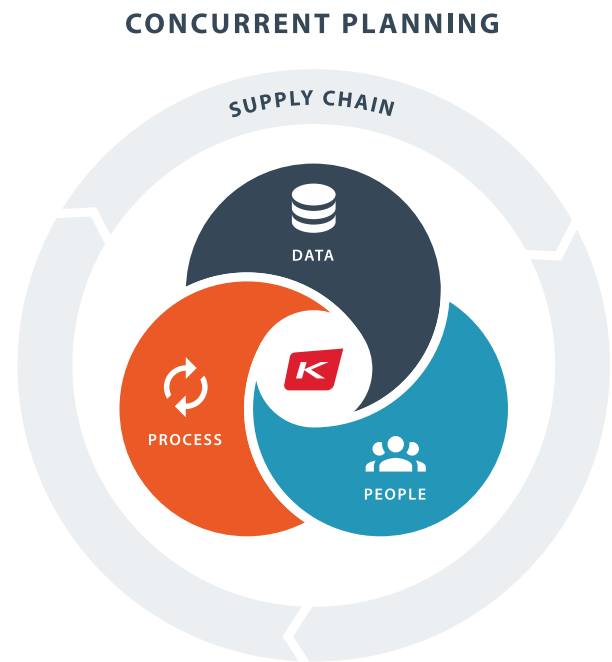 CONCURRENT PLANNING
SUPPLY CHAIN
DATA
K
PROCESS
PEOPLE